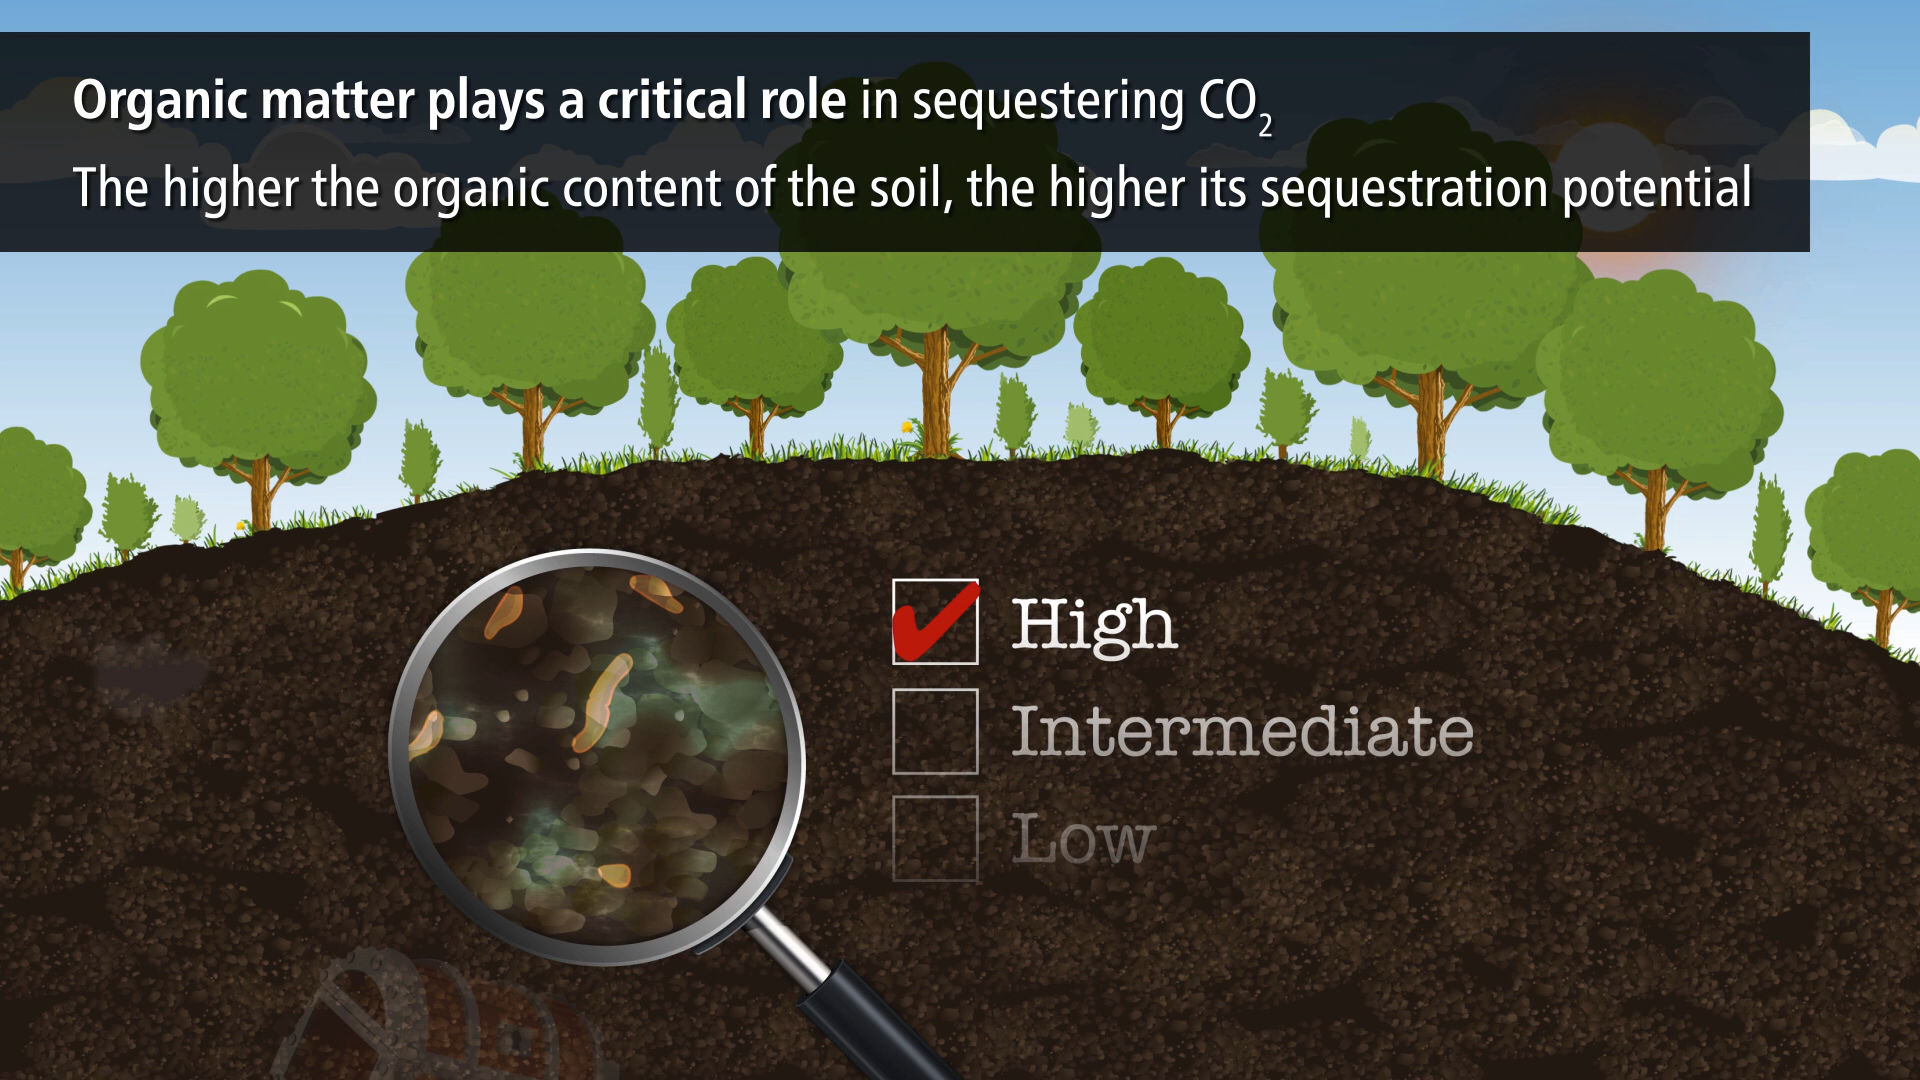 Organic matter plays a critical role in sequestering CO₂
The higher the organic content of the soil, the higher its sequestration potential
High
Intermediate
Low